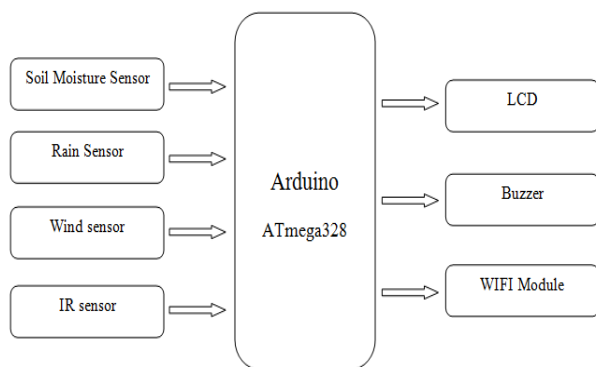 Soil Moisture Sensor
Rain Sensor
Wind sensor
IR sensor
Arduino
ATmega328
LCD
Buzzer
WIFI Module